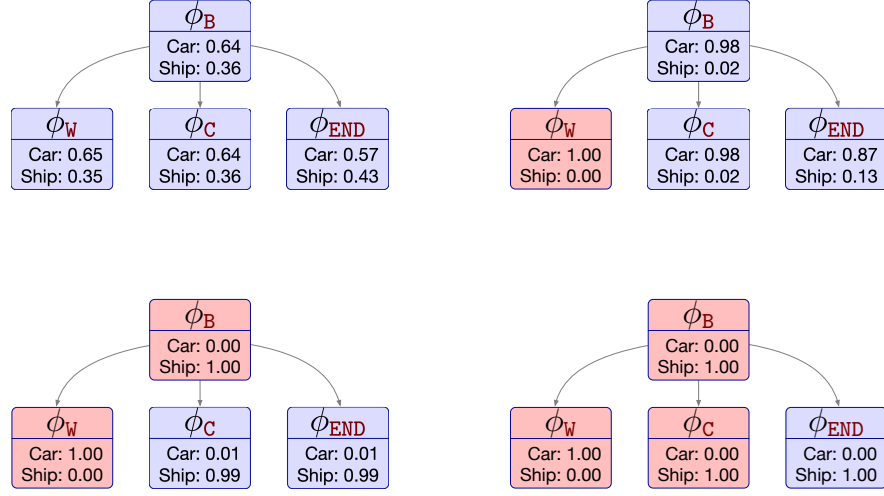 ϕB
Car: 0.64
Ship: 0.36
ϕW
Car: 0.65
Ship: 0.35
ϕC
Car: 0.64
Ship: 0.36
ϕEND
Car: 0.57
Ship: 0.43
ϕB
Car: 0.98
Ship: 0.02
ϕW
Car: 1.00
Ship: 0.00
ϕC
Car: 0.98
Ship: 0.02
ϕEND
Car: 0.87
Ship: 0.13
ϕB
Car: 0.00
Ship: 1.00
ϕW
Car: 1.00
Ship: 0.00
ϕC
Car: 0.01
Ship: 0.99
ϕEND
Car: 0.01
Ship: 0.99
ϕB
Car: 0.00
Ship: 1.00
ϕW
Car: 1.00
Ship: 0.00
ϕC
Car: 0.00
Ship: 1.00
ϕEND
Car: 0.00
Ship: 1.00